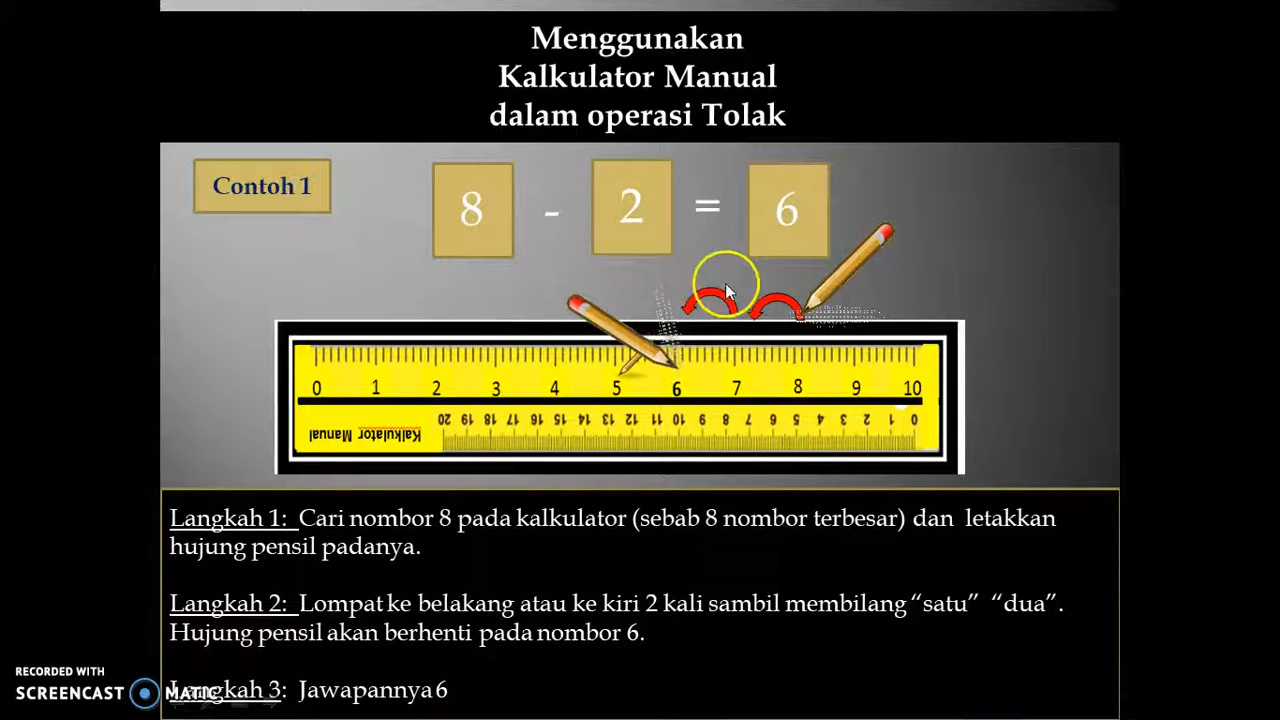 Menggunakan
Kalkulator Manual
dalam operasi Tolak
Contoh 1
8 - 2 = 6
0 1 2 3 4 5 6 7 8 9 10
20 19 18 17 16 15 14 13 12 11 10 9 8 7 6 5 4 3 2 1 0
Kalkulator Manual
Langkah 1: Cari nombor 8 pada kalkulator (sebab 8 nombor terbesar) dan letakkan
hujung pensil padanya.
Langkah 2: Lompat ke belakang atau ke kiri 2 kali sambil membilang “satu” “dua”.
Hujung pensil akan berhenti pada nombor 6.
Langkah 3: Jawapannya 6
RECORDED WITH
SCREENCAST MATIC